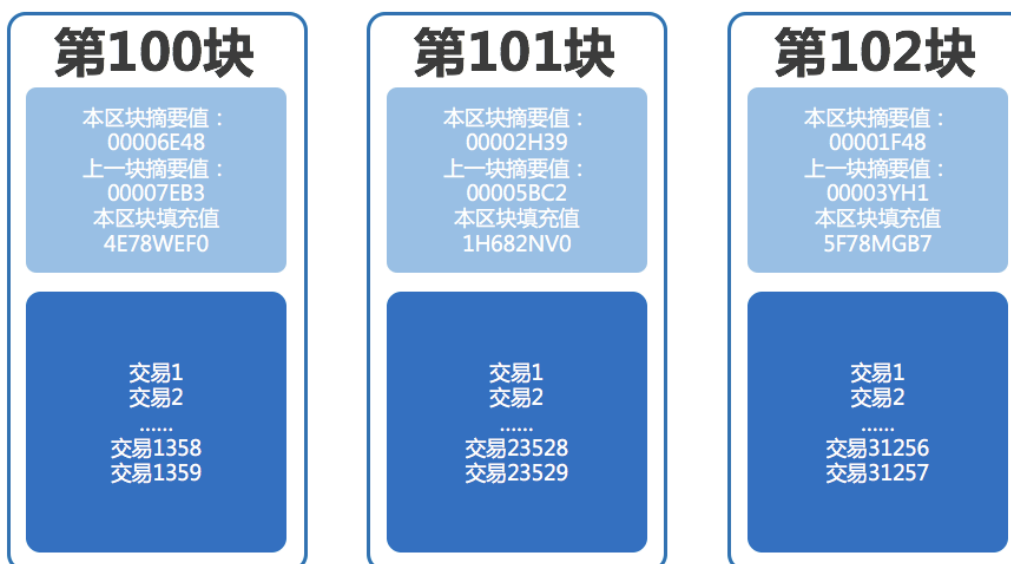 第100块
本区块摘要值：
00006E48
上一块摘要值：
00007EB3
本区块填充值
4E78WEF0
交易1
交易2
......
交易1358
交易1359
第101块
本区块摘要值：
00002H39
上一块摘要值：
00005BC2
本区块填充值
1H682NV0
交易1
交易2
......
交易23528
交易23529
第102块
本区块摘要值：
00001F48
上一块摘要值：
00003YH1
本区块填充值
5F78MGB7
交易1
交易2
......
交易31256
交易31257